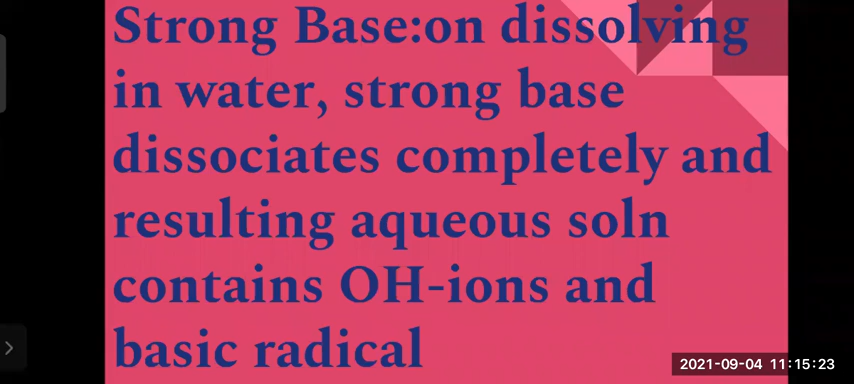 Strong Base:on dissolving
in water, strong base
dissociates completely and
resulting aqueous soln
contains OH-ions and
basic radical
2021-09-04 11:15:23